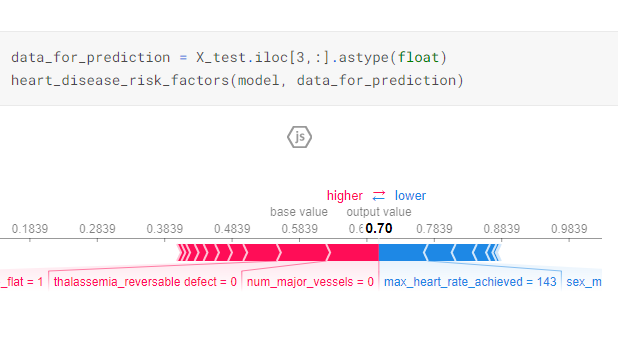 data_for_prediction = X_test.iloc[3,:].astype(float)
heart_disease_risk_factors(model, data_for_prediction)
js
higher ⇄ lower
base value output value
0.1839 0.2839 0.3839 0.4839 0.5839 0.6 0.70 0.7839 0.8839 0.9839
_flat = 1 thalassemia_reversable defect = 0 num_major_vessels = 0 max_heart_rate_achieved = 143 sex_m